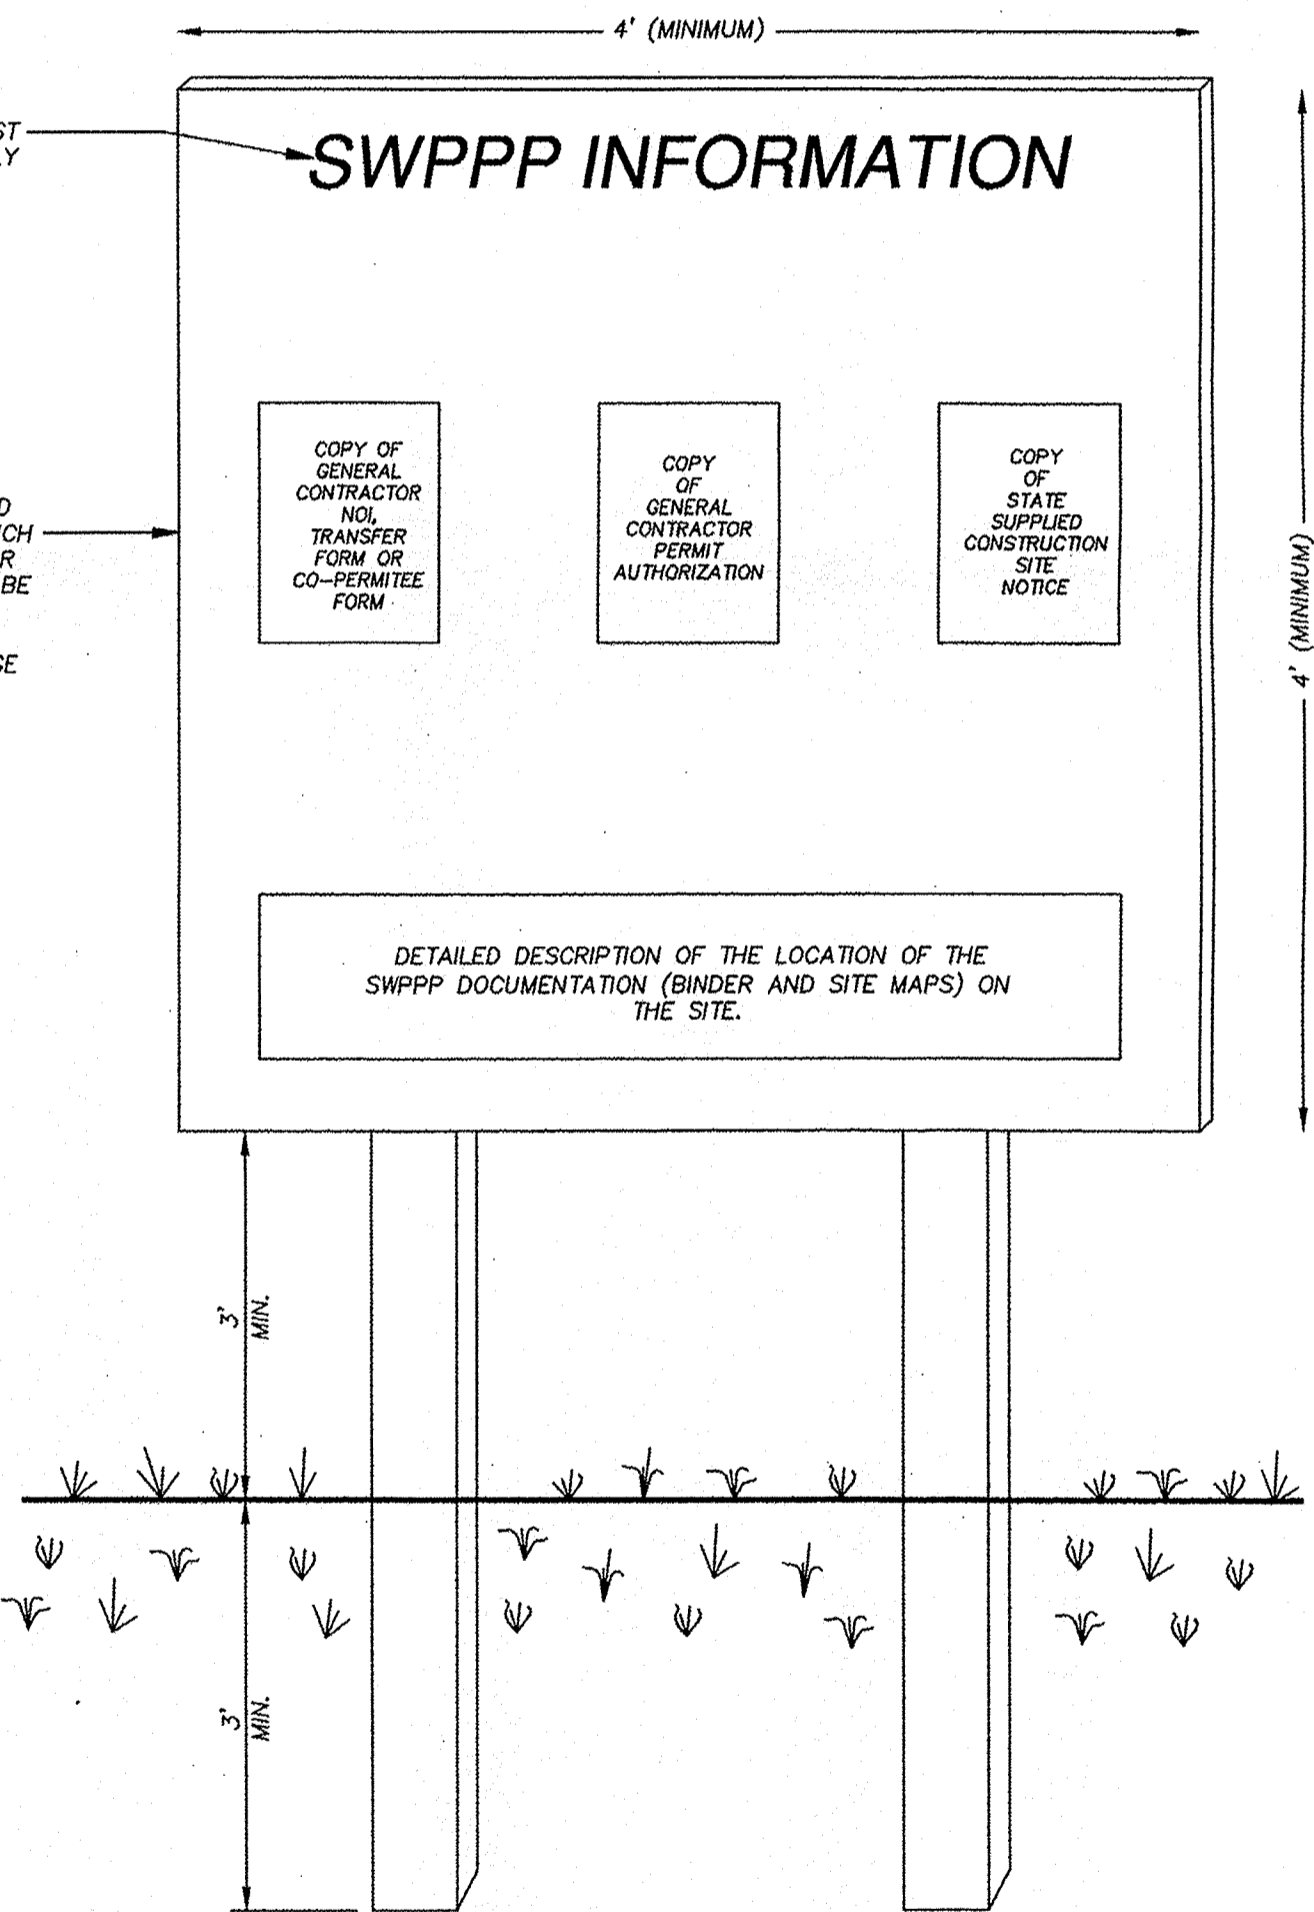 4' (MINIMUM)
SWPPP INFORMATION
COPY OF
GENERAL
CONTRACTOR
NOI,
TRANSFER
FORM OR
CO-PERMITEE
FORM
COPY
OF
GENERAL
CONTRACTOR
PERMIT
AUTHORIZATION
COPY
OF
STATE
SUPPLIED
CONSTRUCTION
SITE
NOTICE
OR
BE
4' (MINIMUM)
DETAILED DESCRIPTION OF THE LOCATION OF THE
SWPPP DOCUMENTATION (BINDER AND SITE MAPS) ON
THE SITE.
3'
MIN.
3'
MIN.